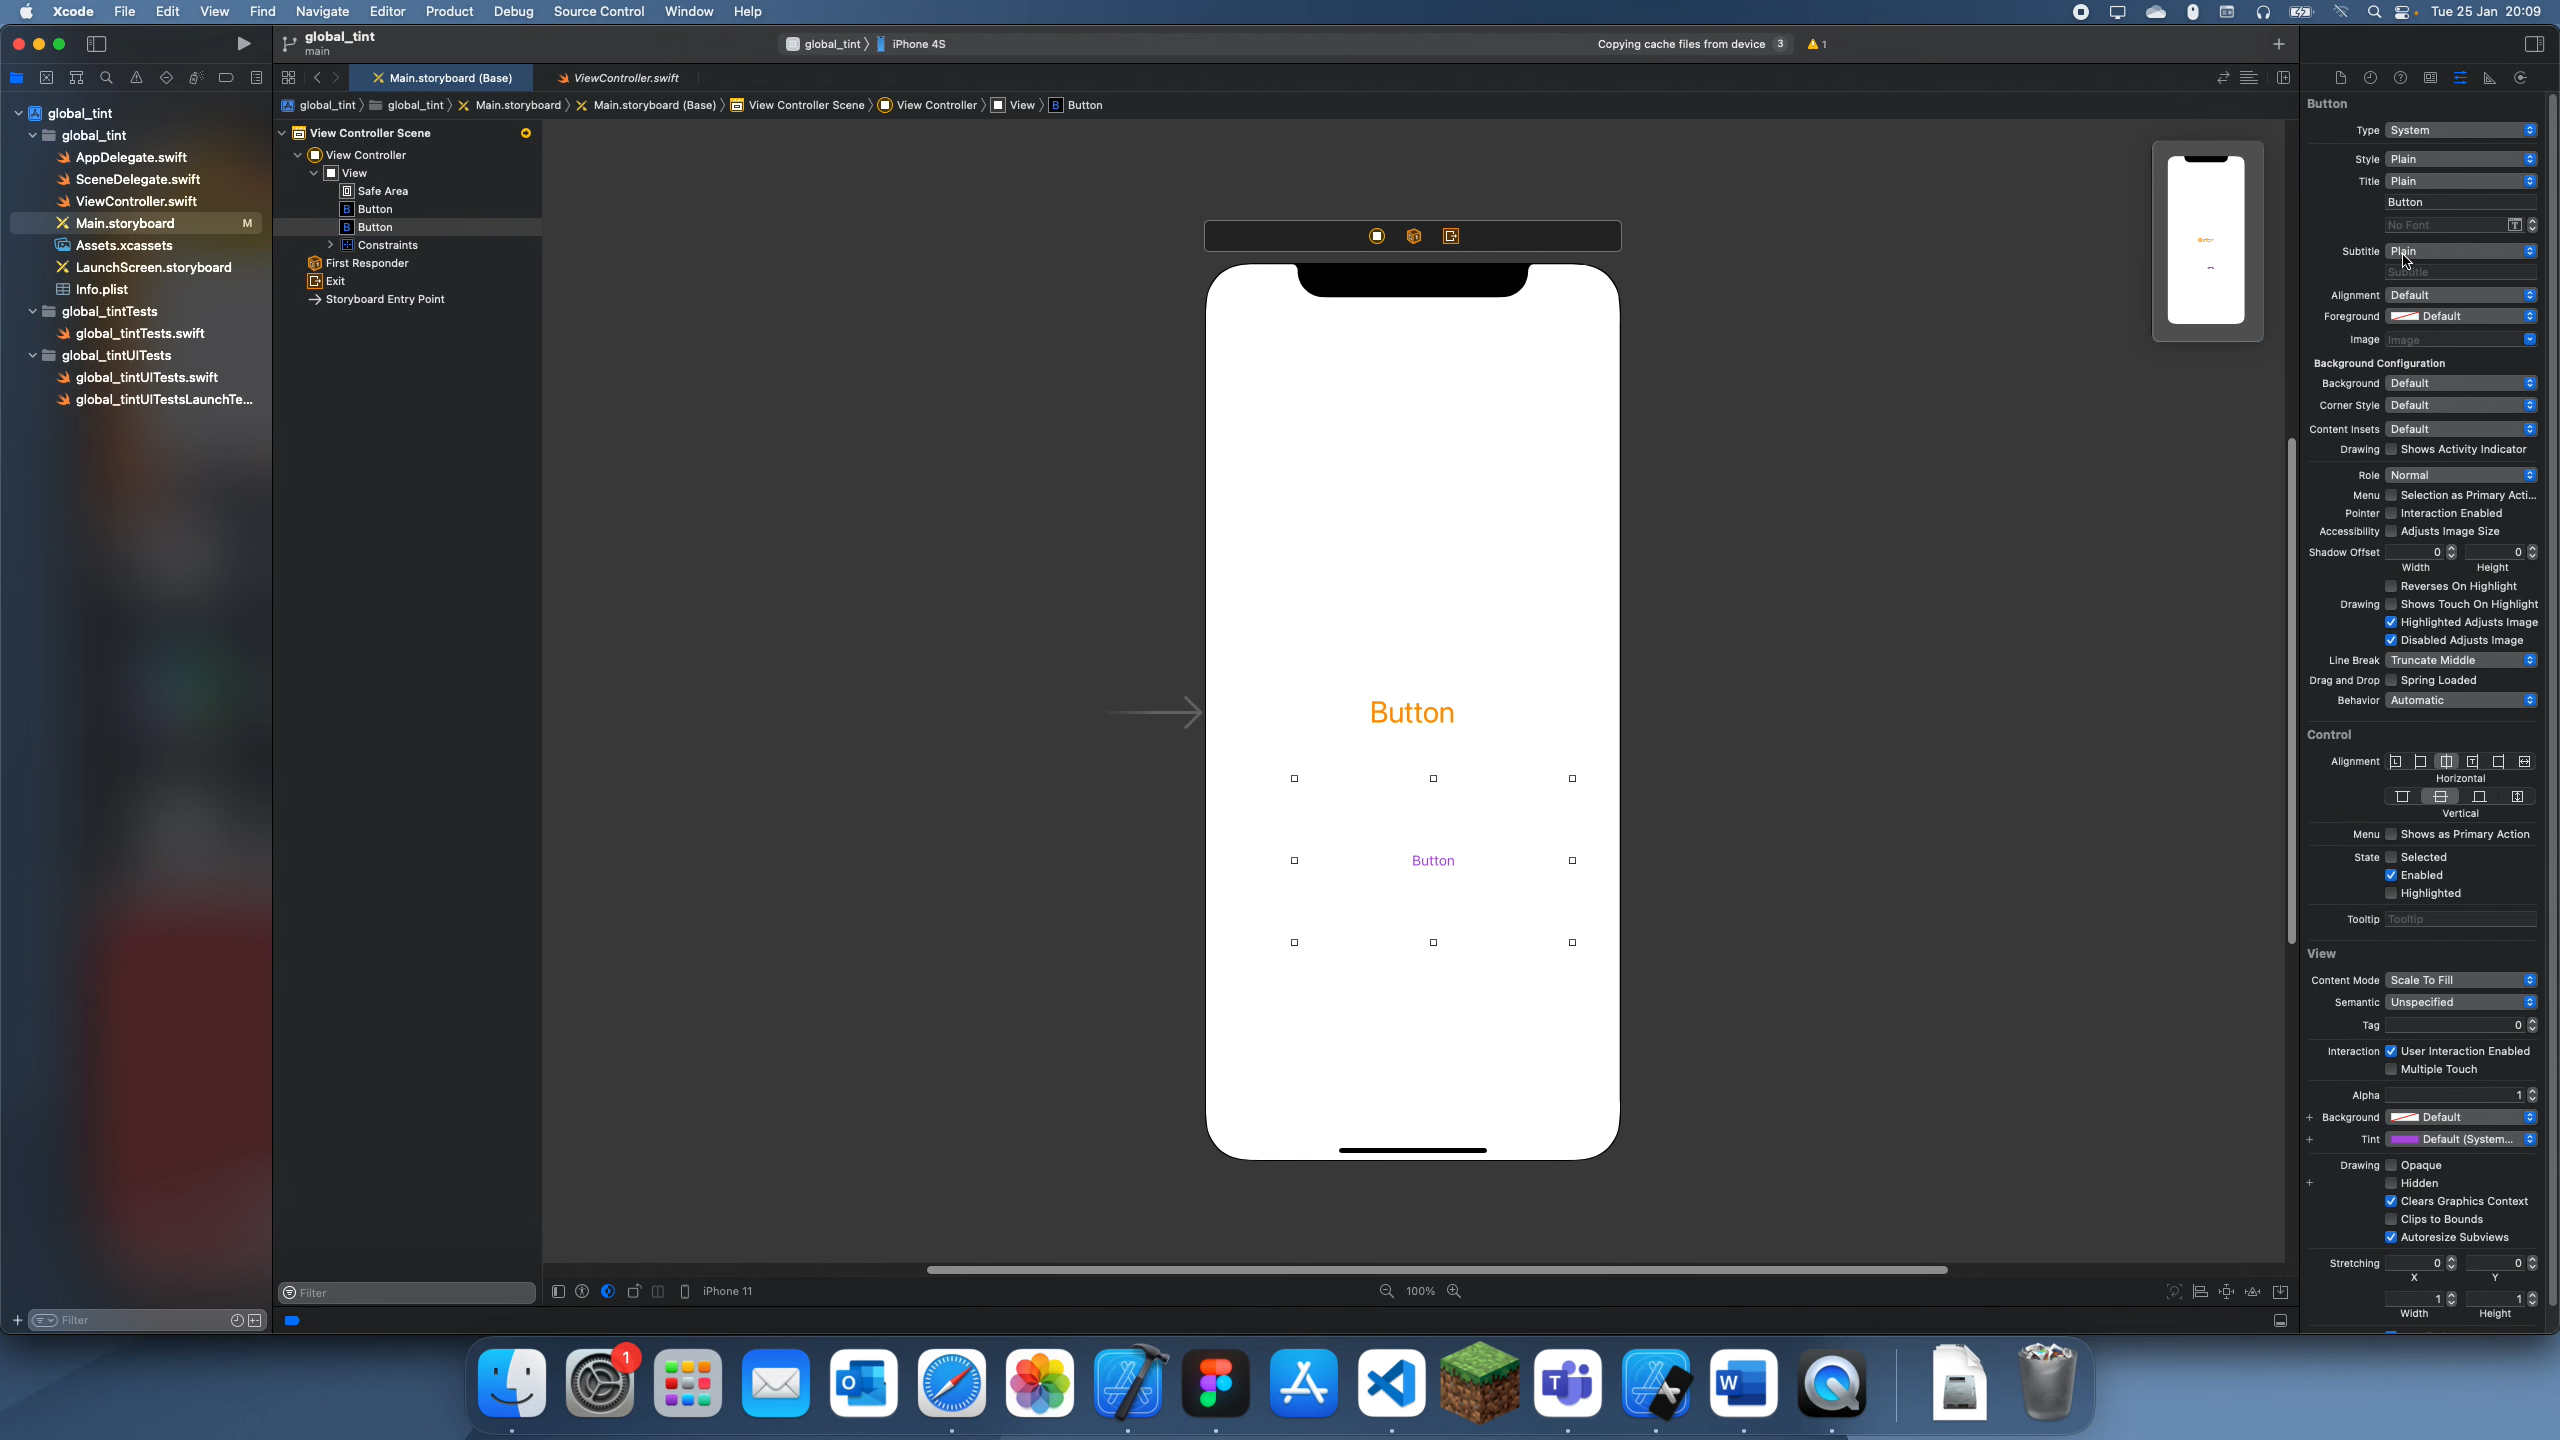 Xcode File Edit View Find Navigate Editor Product Debug Source Control Window Help Tue 25 Jan 20:09
global_tint
main
global_tint iPhone 4S
Copying cache files from device 3 1
Main.storyboard (Base) ViewController.swift
global_tint global_tint Main.storyboard Main.storyboard (Base) View Controller Scene View Controller View B Button
global_tint
global_tint
AppDelegate.swift
SceneDelegate.swift
ViewController.swift
Main.storyboard M
Assets.xcassets
LaunchScreen.storyboard
Info.plist
global_tintTests
global_tintTests.swift
global_tintUITests
global_tintUITests.swift
global_tintUITestsLaunchTe...
Filter
View Controller Scene
View Controller
View
Safe Area
B Button
B Button
Constraints
First Responder
Exit
Storyboard Entry Point
Filter
Button
Button
Button
iPhone 11
100%
Button
Type System
Style Plain
Title Plain
Button
No Font
Subtitle Plain
Subtitle
Alignment Default
Foreground Default
Image Image
Background Configuration
Background Default
Corner Style Default
Content Insets Default
Drawing Shows Activity Indicator
Role Normal
Menu Selection as Primary Acti...
Pointer Interaction Enabled
Accessibility Adjusts Image Size
Shadow Offset 0 0
Width Height
Reverses On Highlight
Drawing Shows Touch On Highlight
Highlighted Adjusts Image
Disabled Adjusts Image
Line Break Truncate Middle
Drag and Drop Spring Loaded
Behavior Automatic
Control
Alignment
Horizontal
Vertical
Menu Shows as Primary Action
State Selected
Enabled
Highlighted
Tooltip Tooltip
View
Content Mode Scale To Fill
Semantic Unspecified
Tag 0
Interaction User Interaction Enabled
Multiple Touch
Alpha 1
+ Background Default
+ Tint Default (System...
Drawing Opaque
+ Hidden
Clears Graphics Context
Clips to Bounds
Autoresize Subviews
Stretching 0 0
X Y
1 1
Width Height
1
O
T
W